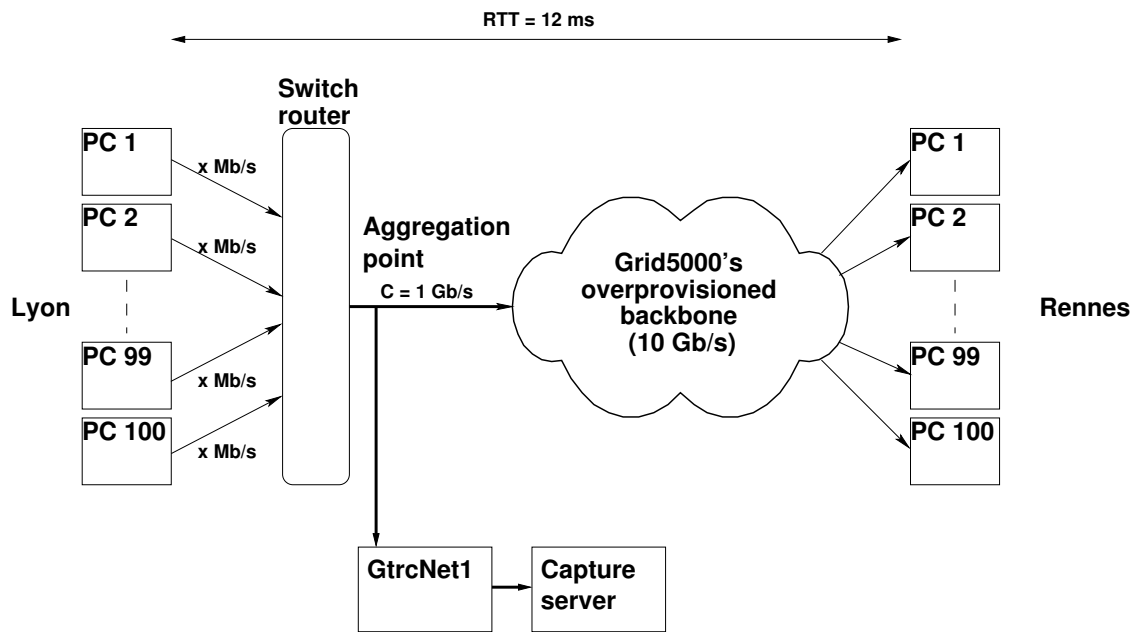 RTT = 12 ms
Switch
router
PC 1
PC 2
PC 99
PC 100
x Mb/s
x Mb/s
x Mb/s
x Mb/s
Lyon
Aggregation
point
C = 1 Gb/s
Grid5000's
overprovisioned
backbone
(10 Gb/s)
PC 1
PC 2
PC 99
PC 100
Rennes
GtrcNet1
Capture
server